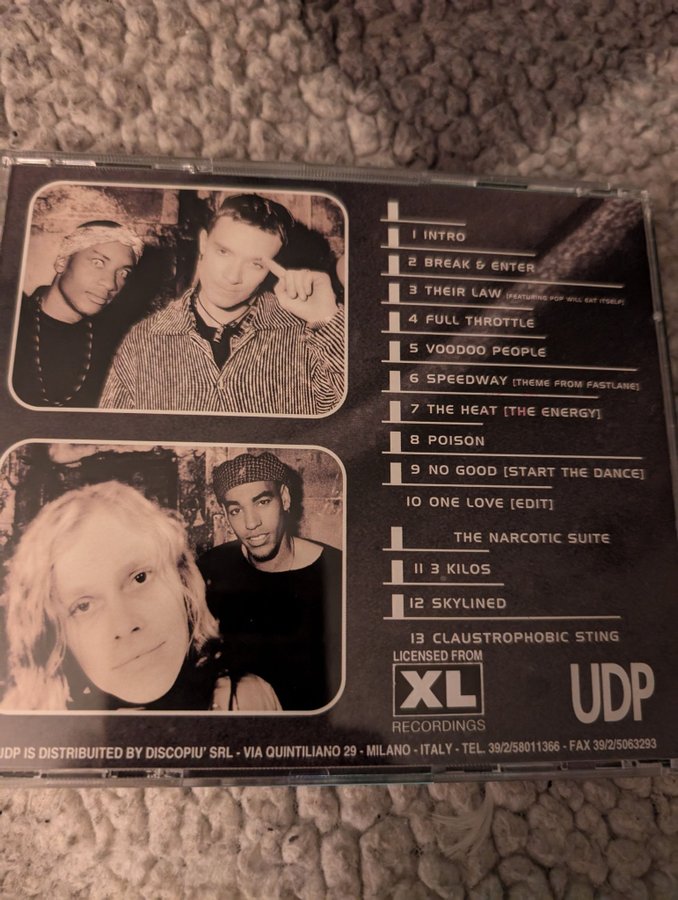 1 INTRO
2 BREAK & ENTER
3 THEIR LAW [FEATURING POP WILL EAT ITSELF]
4 FULL THROTTLE
5 VOODOO PEOPLE
6 SPEEDWAY [THEME FROM FASTLANE]
7 THE HEAT [THE ENERGY]
8 POISON
9 NO GOOD [START THE DANCE]
10 ONE LOVE [EDIT]
THE NARCOTIC SUITE
11 3 KILOS
12 SKYLINED
13 CLAUSTROPHOBIC STING
LICENSED FROM
XL
RECORDINGS
UDP
UDP IS DISTRIBUITED BY DISCOPIU' SRL - VIA QUINTILIANO 29 - MILANO - ITALY - TEL. 39/2/58011366 - FAX 39/2/5063293